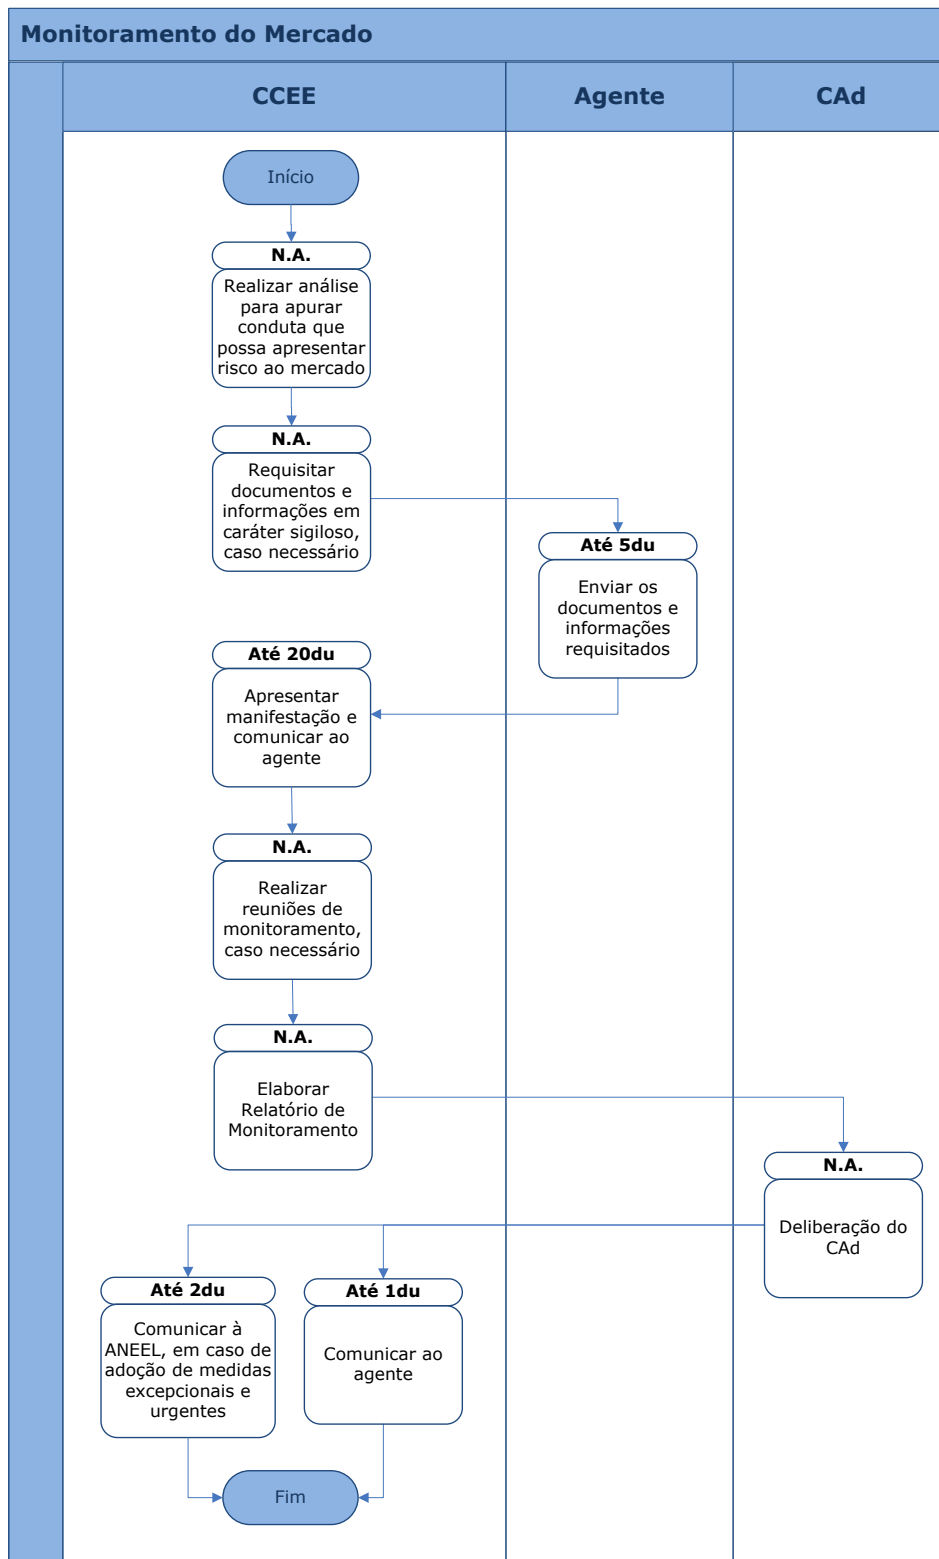 Monitoramento do Mercado
CCEE
Agente
CAd
Início
N.A.
Realizar análise
para apurar
conduta que
possa apresentar
risco ao mercado
N.A.
Requisitar
documentos e
informações em
caráter sigiloso,
caso necessário
Até 5du
Enviar os
documentos e
informações
requisitados
Até 20du
Apresentar
manifestação e
comunicar ao
agente
N.A.
Realizar
reuniões de
monitoramento,
caso necessário
N.A.
Elaborar
Relatório de
Monitoramento
N.A.
Deliberação do
CAd
Até 2du
Comunicar à
ANEEL, em caso de
adoção de medidas
excepcionais e
urgentes
Até 1du
Comunicar ao
agente
Fim